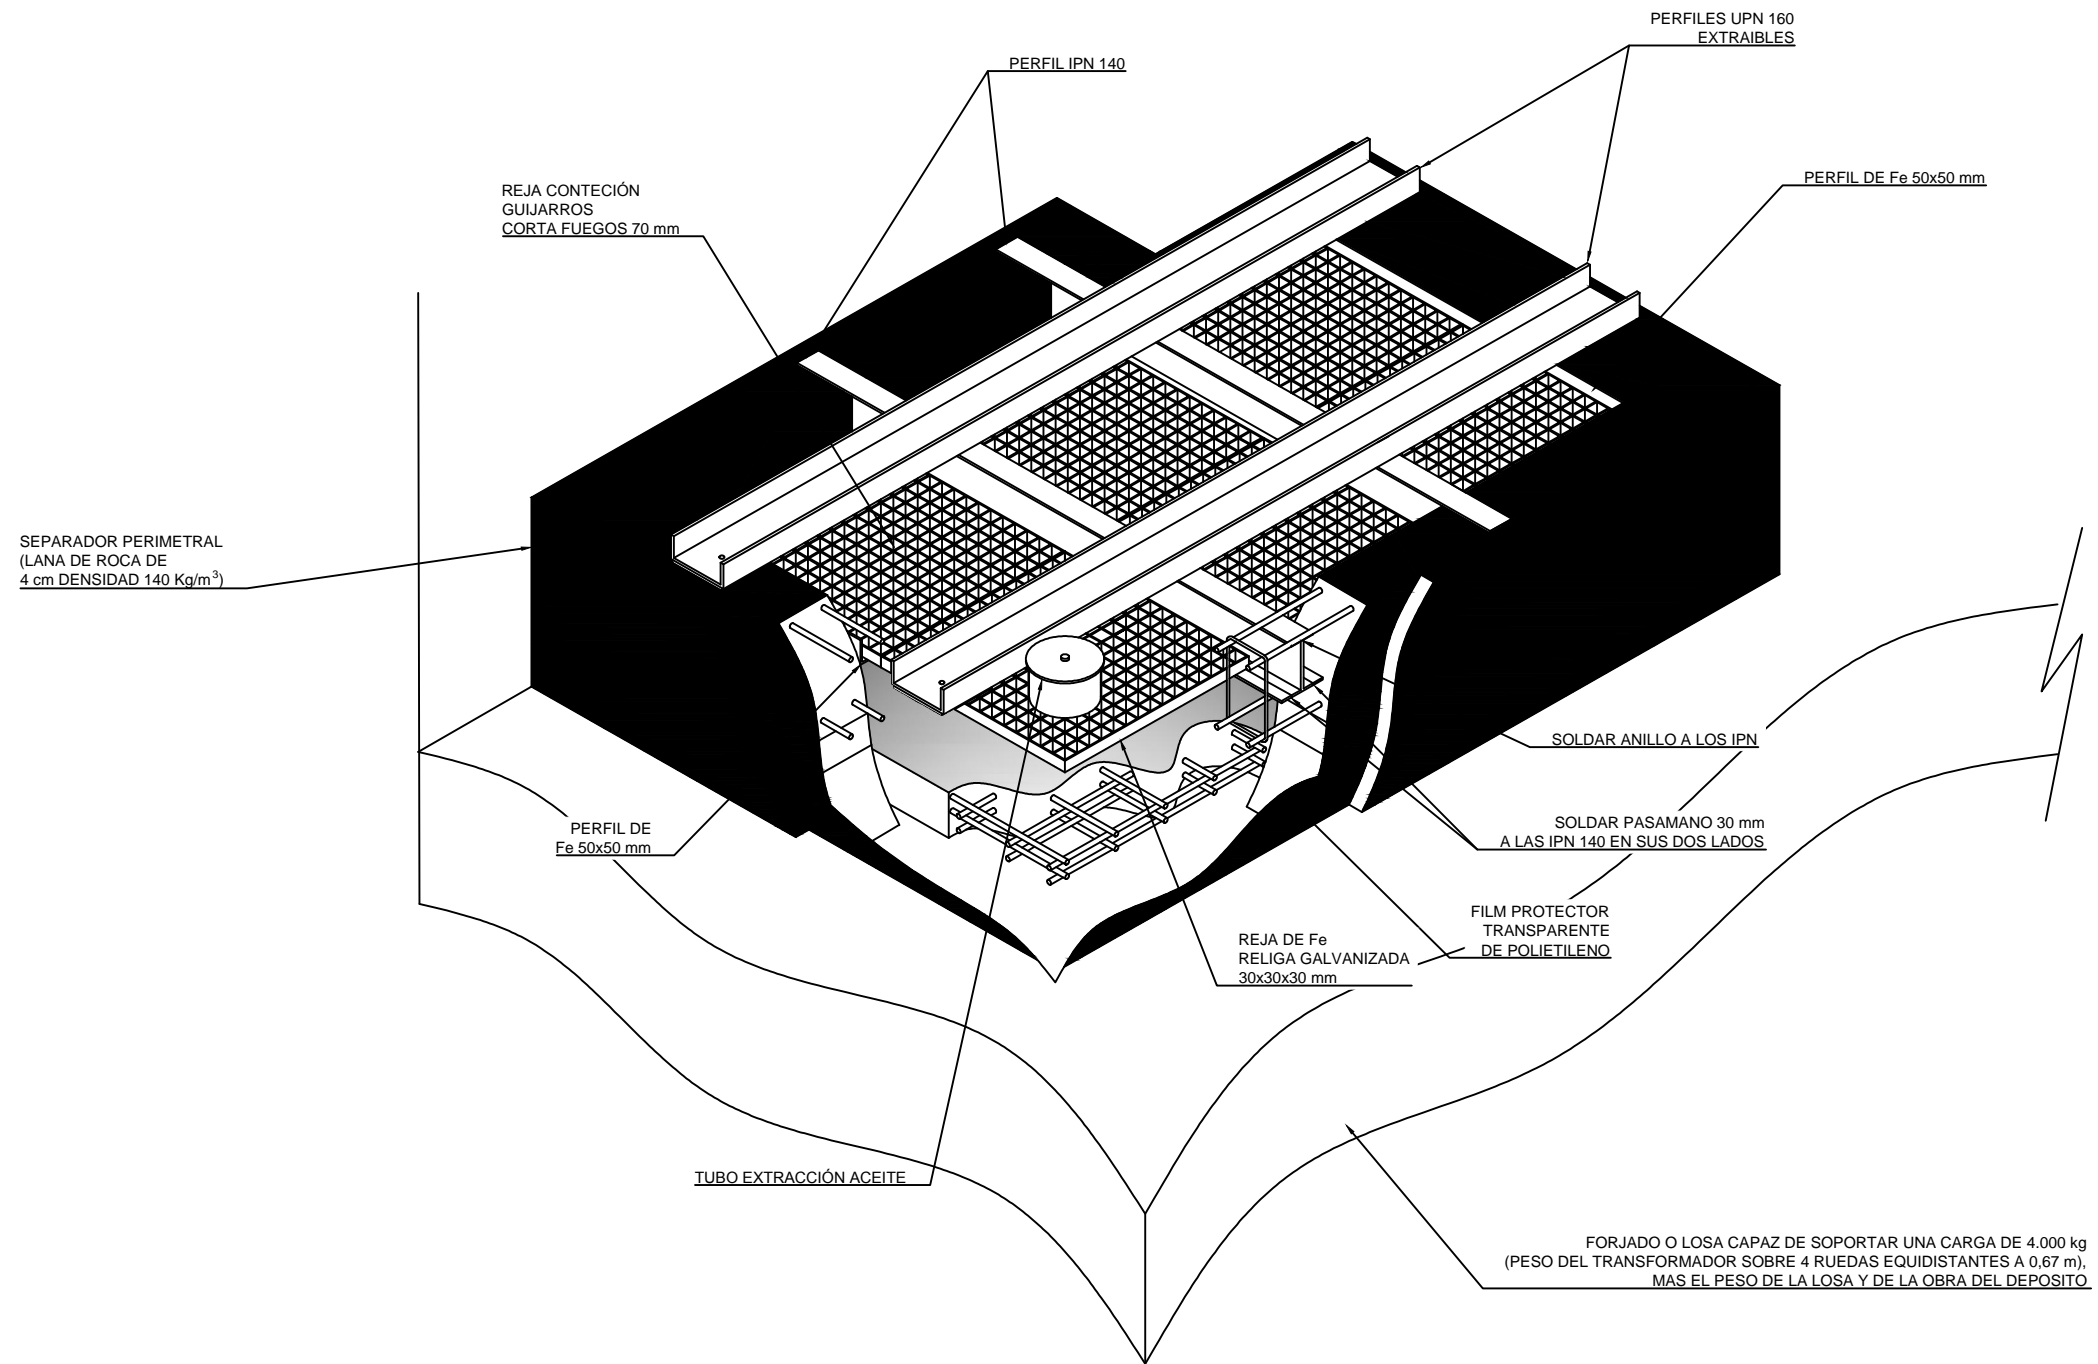 PERFILES UPN 160
EXTRAIBLES
PERFIL IPN 140
PERFIL DE Fe 50x50 mm
REJA CONTECIÓN
GUIJARROS
CORTA FUEGOS 70 mm
SEPARADOR PERIMETRAL
(LANA DE ROCA DE
4 cm DENSIDAD 140 Kg/m³)
SOLDAR ANILLO A LOS IPN
PERFIL DE
Fe 50x50 mm
SOLDAR PASAMANO 30 mm
A LAS IPN 140 EN SUS DOS LADOS
FILM PROTECTOR
TRANSPARENTE
DE POLIETILENO
REJA DE Fe
RELIGA GALVANIZADA
30x30x30 mm
TUBO EXTRACCIÓN ACEITE
FORJADO O LOSA CAPAZ DE SOPORTAR UNA CARGA DE 4.000 kg
(PESO DEL TRANSFORMADOR SOBRE 4 RUEDAS EQUIDISTANTES A 0,67 m),
MAS EL PESO DE LA LOSA Y DE LA OBRA DEL DEPOSITO